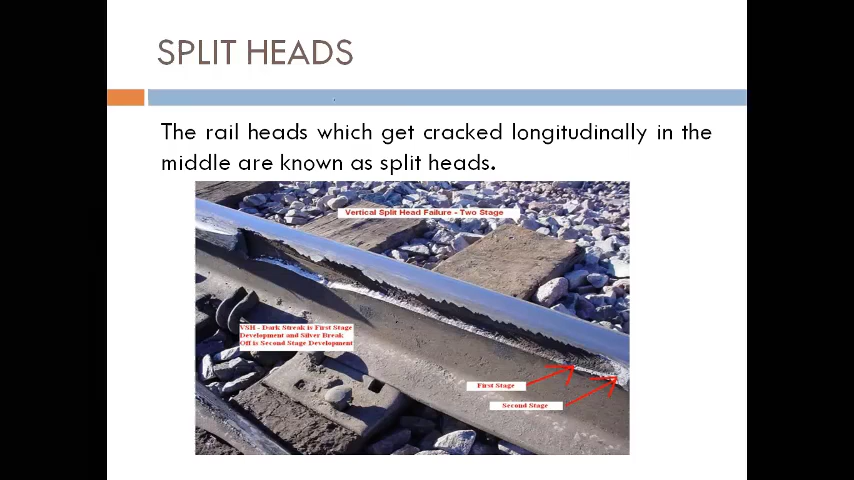 SPLIT HEADS
The rail heads which get cracked longitudinally in the
middle are known as split heads.
Vertical Split Head Failure - Two Stage
VSH - Dark Streak is First Stage
Development and Silver Break
Off is Second Stage Development
First Stage
Second Stage